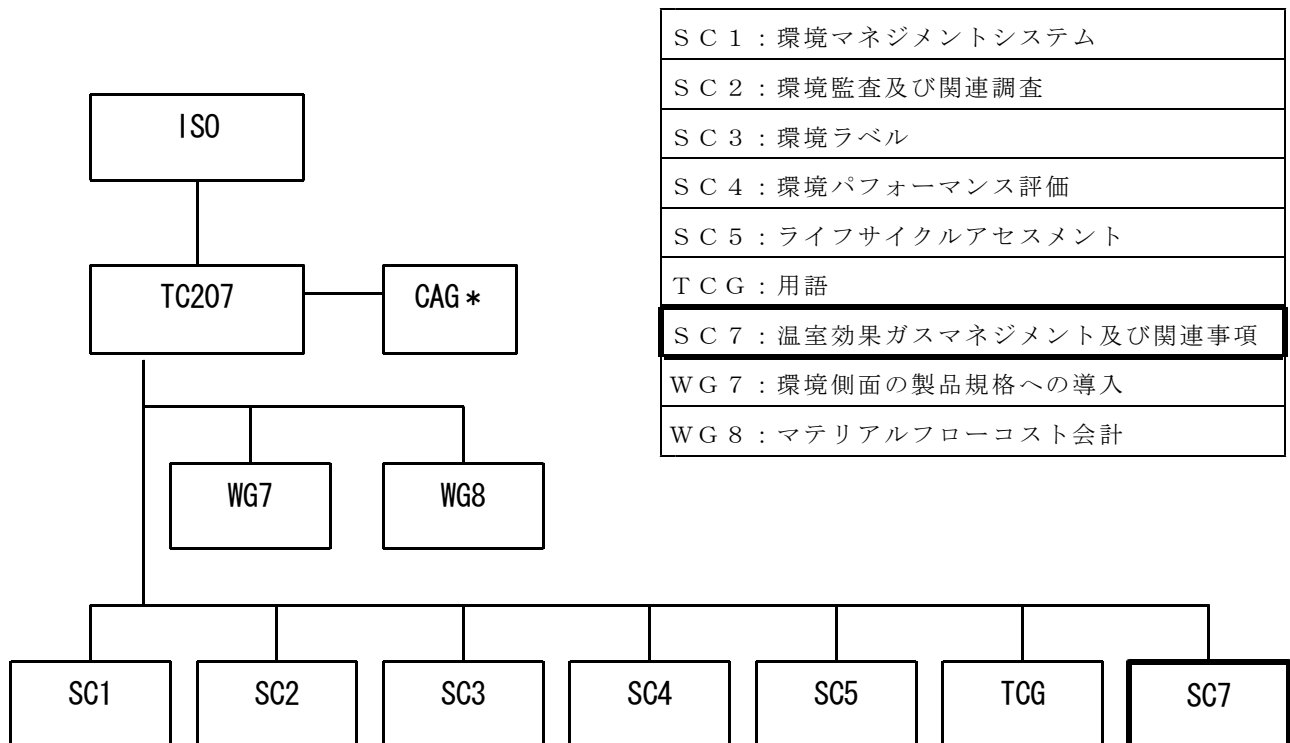 ISO
TC207
CAG*
WG7
WG8
SC1
SC2
SC3
SC4
SC5
TCG
SC7
SC1:環境マネジメントシステム
SC2:環境監査及び関連調査
SC3:環境ラベル
SC4:環境パフォーマンス評価
SC5:ライフサイクルアセスメント
TCG:用語
SC7:温室効果ガスマネジメント及び関連事項
WG7:環境側面の製品規格への導入
WG8:マテリアルフローコスト会計